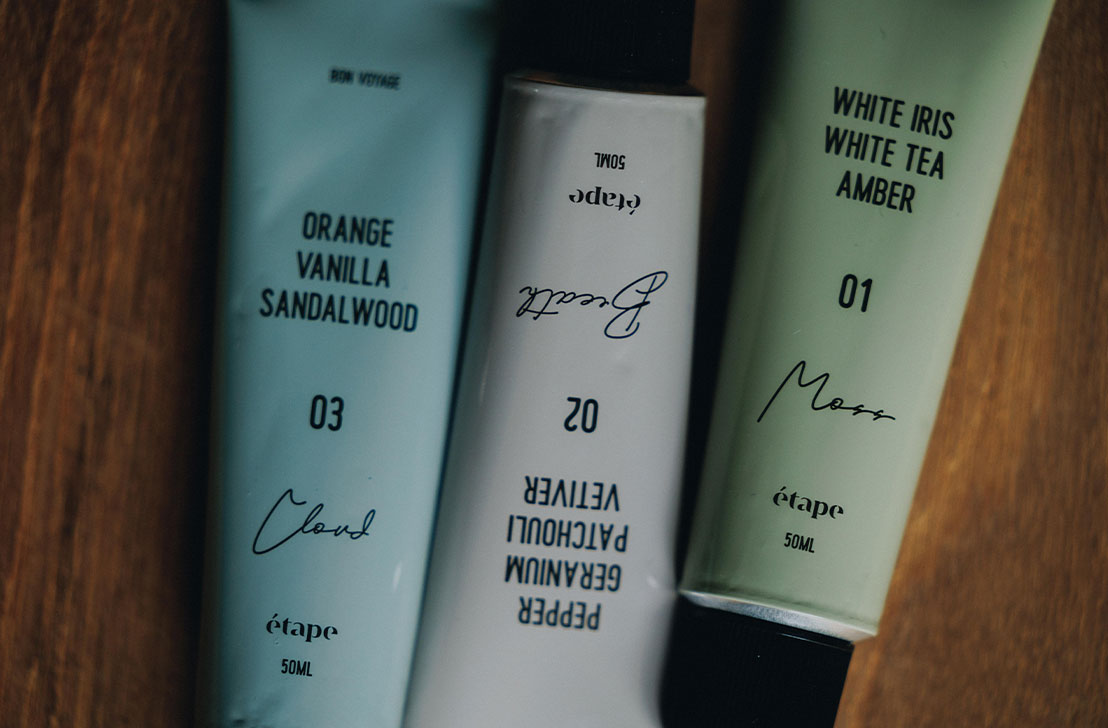 BON VOYAGE
ORANGE
VANILLA
SANDALWOOD
03
Cloud
étape
50ML
PEPPER
GERANIUM
PATCHOULI
VETIVER
02
Breath
étape
50ML
WHITE IRIS
WHITE TEA
AMBER
01
Moss
étape
50ML